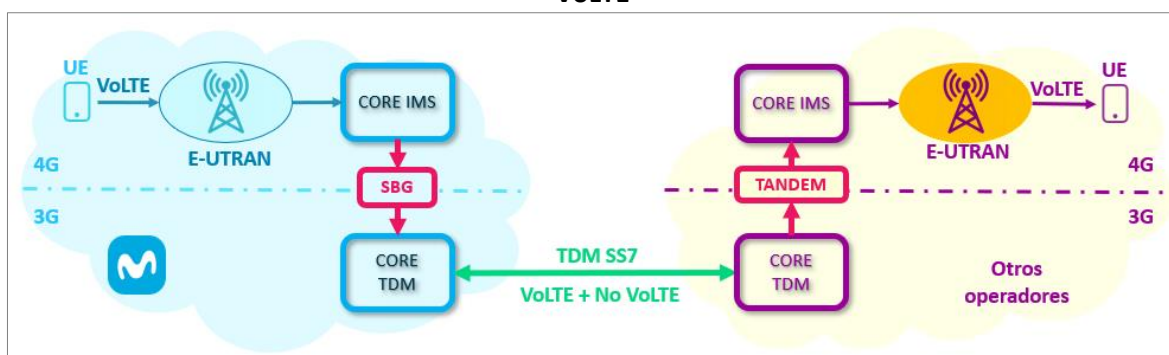 VOLTE
UE
VoLTE
E-UTRAN
CORE IMS
4G
SBG
3G
CORE
TDM
TDM SS7
VoLTE + No VoLTE
CORE IMS
E-UTRAN
VoLTE
UE
4G
TANDEM
3G
CORE
TDM
Otros
operadores